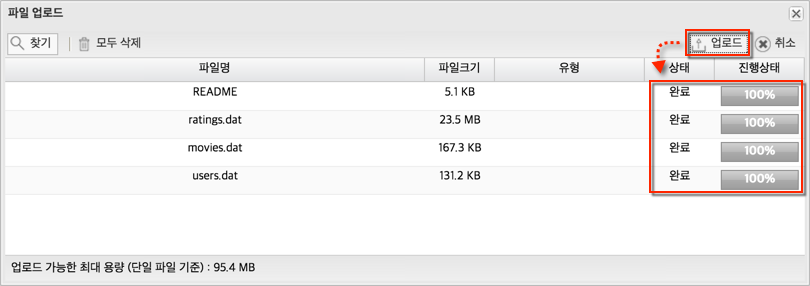 파일 업로드
찾기 모두 삭제 업로드 취소
파일명 파일크기 유형 상태 진행상태
README 5.1 KB 완료 100%
ratings.dat 23.5 MB 완료 100%
movies.dat 167.3 KB 완료 100%
users.dat 131.2 KB 완료 100%
업로드 가능한 최대 용량 (단일 파일 기준) : 95.4 MB